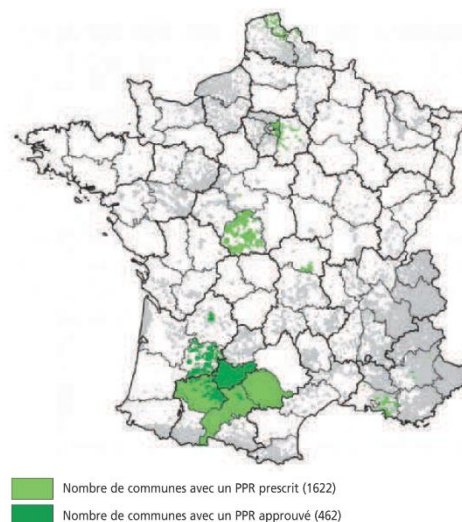 Nombre de communes avec un PPR prescrit (1622)
Nombre de communes avec un PPR approuvé (462)